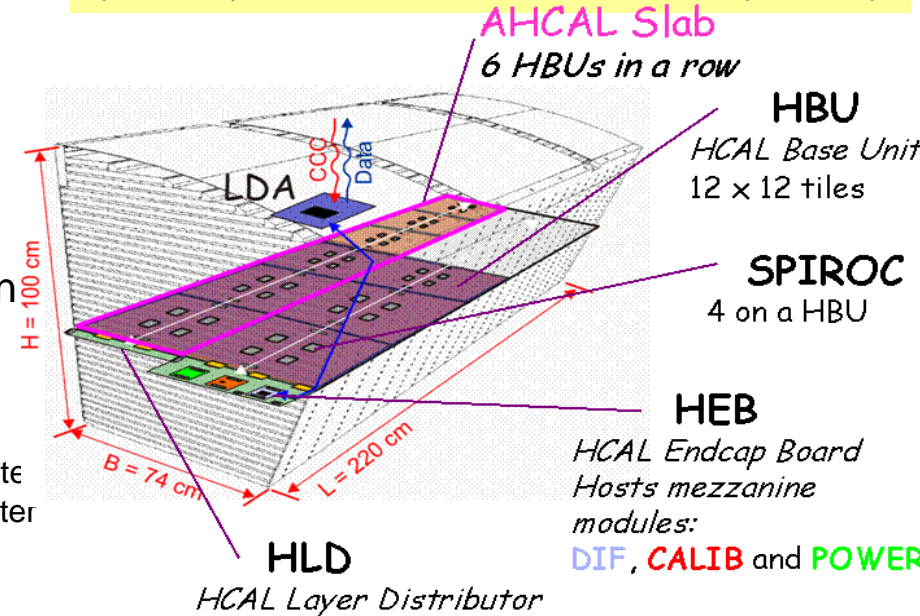 AHCAL Slab
6 HBUs in a row
HBU
HCAL Base Unit
12 x 12 tiles
CCC
Data
LDA
SPIROC
4 on a HBU
H = 100 cm
HEB
HCAL Endcap Board
Hosts mezzanine
modules:
DIF, CALIB and POWER
B = 74 cm
L = 220 cm
HLD
HCAL Layer Distributor